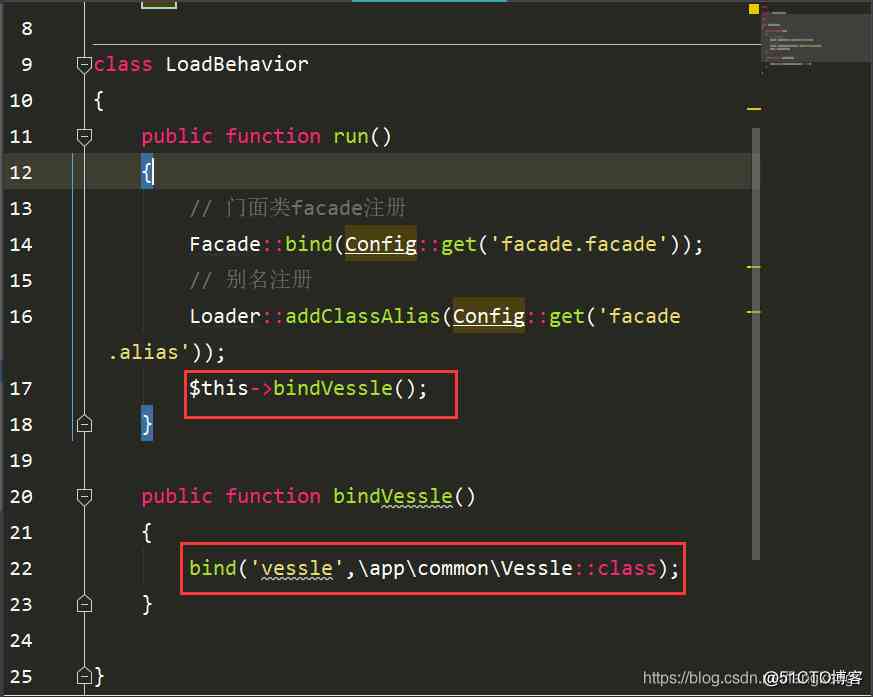 8
9 class LoadBehavior
10 {
11 public function run()
12 {
13 // 门面类facade注册
14 Facade::bind(Config::get('facade.facade'));
15 // 别名注册
16 Loader::addClassAlias(Config::get('facade
.alias'));
17 $this->bindVessle();
18 }
19
20 public function bindVessle()
21 {
22 bind('vessle',\app\common\Vessle::class);
23 }
24
25 }
https://blog.csdn.n @51CTO博客